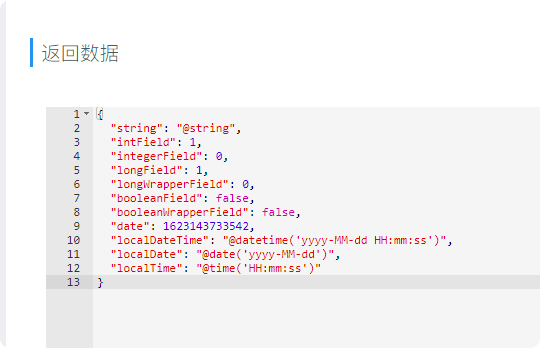 返回数据
1 {
2 "string": "@string",
3 "intField": 1,
4 "integerField": 0,
5 "longField": 1,
6 "longWrapperField": 0,
7 "booleanField": false,
8 "booleanWrapperField": false,
9 "date": 1623143733542,
10 "localDateTime": "@datetime('yyyy-MM-dd HH:mm:ss')",
11 "localDate": "@date('yyyy-MM-dd')",
12 "localTime": "@time('HH:mm:ss')"
13 }